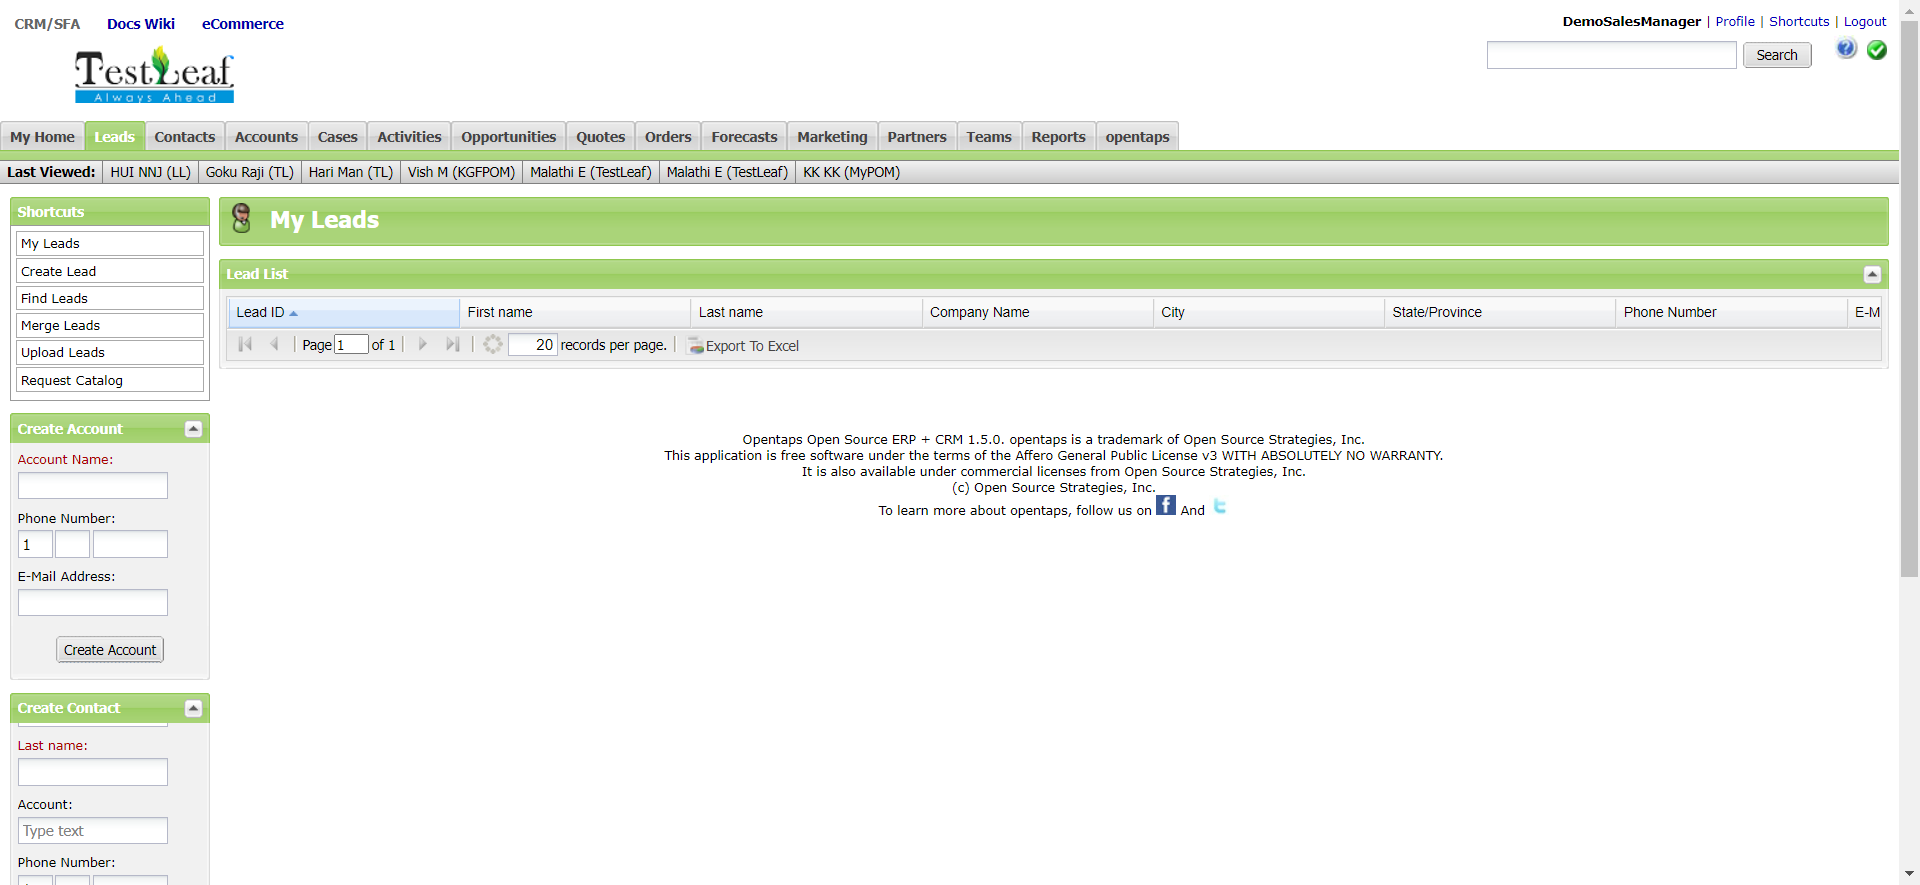 CRM/SFA Docs Wiki eCommerce
DemoSalesManager | Profile | Shortcuts | Logout
Search
TestLeaf
Always Ahead
My Home Leads Contacts Accounts Cases Activities Opportunities Quotes Orders Forecasts Marketing Partners Teams Reports opentaps
Last Viewed: HUI NNJ (LL) Goku Raji (TL) Hari Man (TL) Vish M (KGFPOM) Malathi E (TestLeaf) Malathi E (TestLeaf) KK KK (MyPOM)
Shortcuts
My Leads
Create Lead
Find Leads
Merge Leads
Upload Leads
Request Catalog
My Leads
Lead List
Lead ID First name Last name Company Name City State/Province Phone Number E-M
Page 1 of 1 20 records per page. Export To Excel
Create Account
Account Name:
Phone Number:
1
E-Mail Address:
Create Account
Create Contact
Last name:
Account:
Type text
Phone Number:
Opentaps Open Source ERP + CRM 1.5.0. opentaps is a trademark of Open Source Strategies, Inc.
This application is free software under the terms of the Affero General Public License v3 WITH ABSOLUTELY NO WARRANTY.
It is also available under commercial licenses from Open Source Strategies, Inc.
(c) Open Source Strategies, Inc.
To learn more about opentaps, follow us on f And t